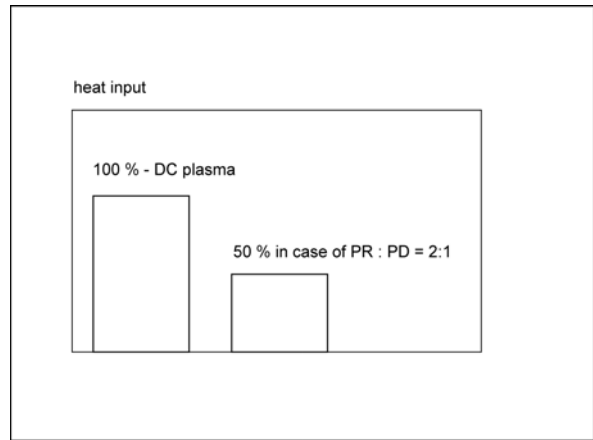 heat input
100 % - DC plasma
50 % in case of PR : PD = 2:1